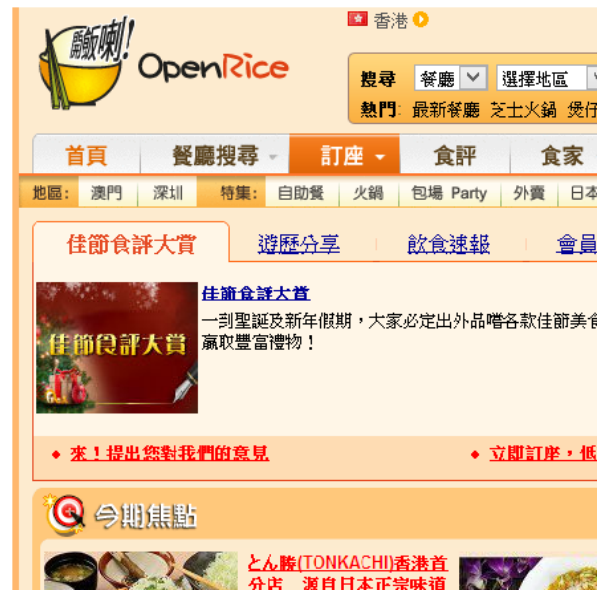 開飯喇!
OpenRice
香港
搜尋 餐廳 選擇地區
熱門: 最新餐廳 芝士火鍋 煲仔
首頁 餐廳搜尋 訂座 食評 食家
地區: 澳門 深圳 特集: 自助餐 火鍋 包場 Party 外賣 日本
佳節食評大賞 遊歷分享 飲食速報 會員
佳節食評大賞
佳節食評大賞
一到聖誕及新年假期，大家必定出外品嚐各款佳節美食
贏取豐富禮物！
來！提出您對我們的意見 立即訂座，低
今期焦點
とん勝(TONKACHI)香港首
分店 源自日本正宗味道